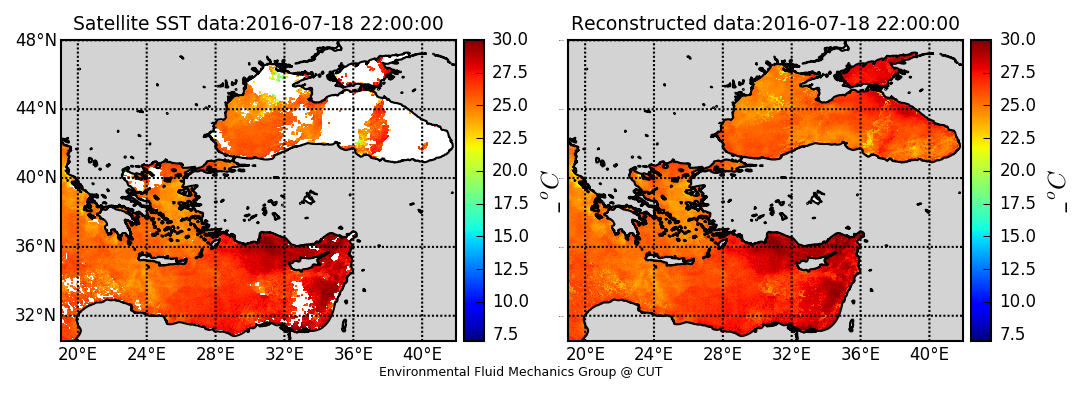 Satellite SST data:2016-07-18 22:00:00
48°N
44°N
40°N
36°N
32°N
20°E 24°E 28°E 32°E 36°E 40°E
30.0
27.5
25.0
22.5
20.0
17.5
15.0
12.5
10.0
7.5
_ °C
Reconstructed data:2016-07-18 22:00:00
20°E 24°E 28°E 32°E 36°E 40°E
30.0
27.5
25.0
22.5
20.0
17.5
15.0
12.5
10.0
7.5
_ °C
Environmental Fluid Mechanics Group @ CUT